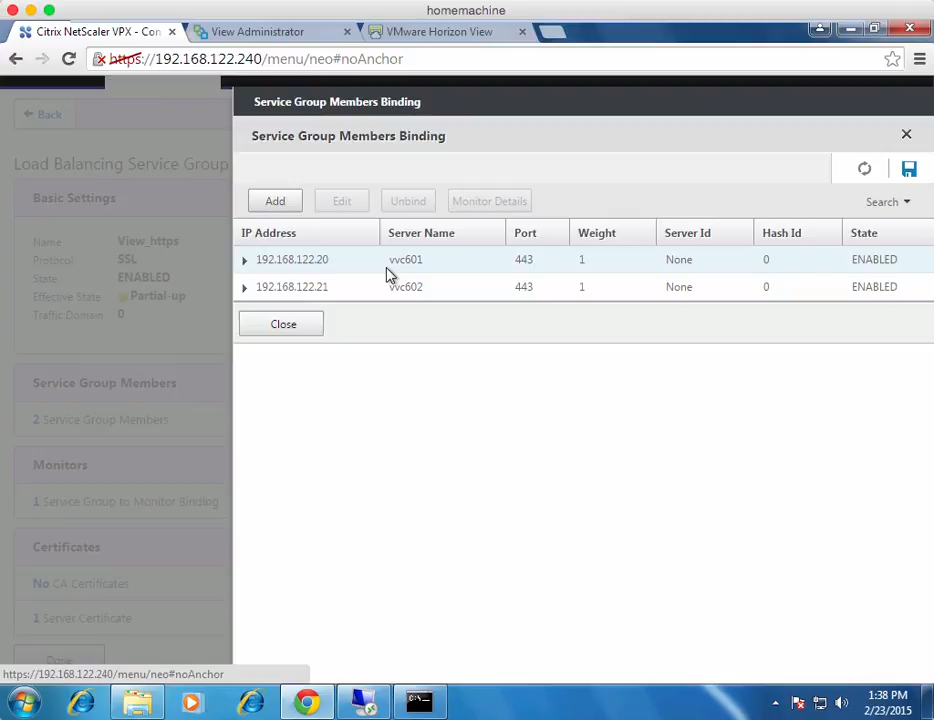 homemachine
Citrix NetScaler VPX - Con
View Administrator
VMware Horizon View
https://192.168.122.240/menu/neo#noAnchor
Back
Load Balancing Service Group
Basic Settings
Name View_https
Protocol: SSL
State: ENABLED
Effective State: Partial-up
Traffic Domain: 0
Service Group Members
2 Service Group Members
Monitors
1 Service Group to Monitor Binding
Certificates
No CA Certificates
1 Server Certificate
Done
Service Group Members Binding
Service Group Members Binding
Add Edit Unbind Monitor Details Search
IP Address Server Name Port Weight Server Id Hash Id State
192.168.122.20 vvc601 443 1 None 0 ENABLED
192.168.122.21 vvc602 443 1 None 0 ENABLED
Close
https://192.168.122.240/menu/neo#noAnchor
1:38 PM
2/23/2015